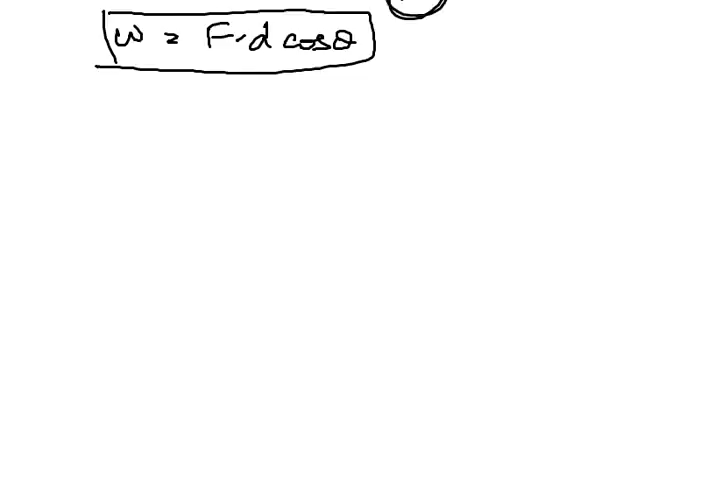 w = F.d cosθ